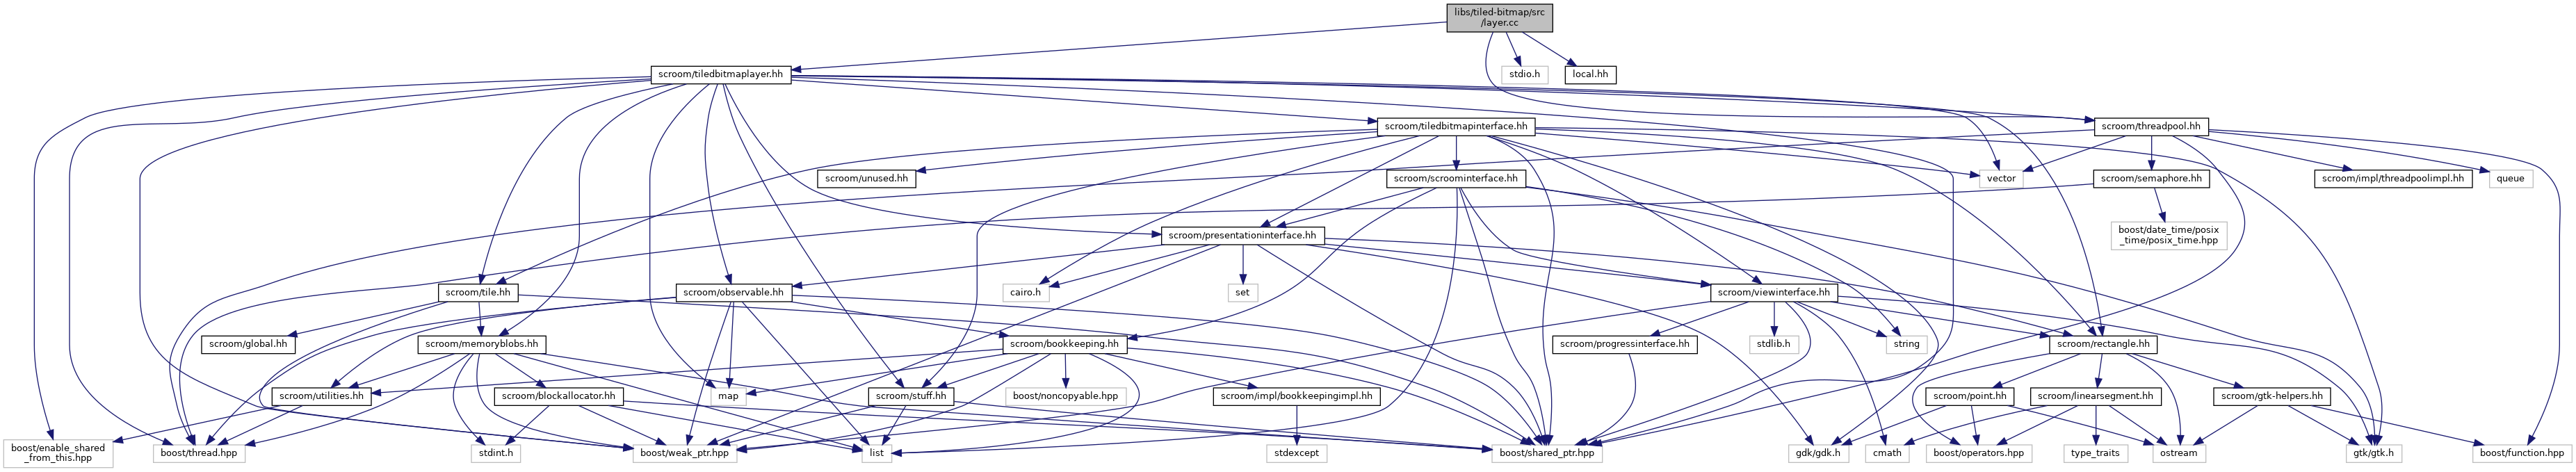 libs/tiled-bitmap/src
/layer.cc
scroom/tiledbitmaplayer.hh
stdio.h
local.hh
scroom/tiledbitmapinterface.hh
scroom/threadpool.hh
scroom/unused.hh
scroom/scroominterface.hh
vector
scroom/semaphore.hh
scroom/impl/threadpoolimpl.hh
queue
scroom/presentationinterface.hh
boost/date_time/posix
_time/posix_time.hpp
scroom/tile.hh
scroom/observable.hh
cairo.h
set
scroom/viewinterface.hh
scroom/global.hh
scroom/memoryblobs.hh
scroom/bookkeeping.hh
scroom/progressinterface.hh
stdlib.h
string
scroom/rectangle.hh
scroom/utilities.hh
scroom/blockallocator.hh
map
scroom/stuff.hh
boost/noncopyable.hpp
scroom/impl/bookkeepingimpl.hh
scroom/point.hh
scroom/linearsegment.hh
scroom/gtk-helpers.hh
boost/enable_shared
_from_this.hpp
boost/thread.hpp
stdint.h
boost/weak_ptr.hpp
list
stdexcept
boost/shared_ptr.hpp
gdk/gdk.h
cmath
boost/operators.hpp
type_traits
ostream
gtk/gtk.h
boost/function.hpp